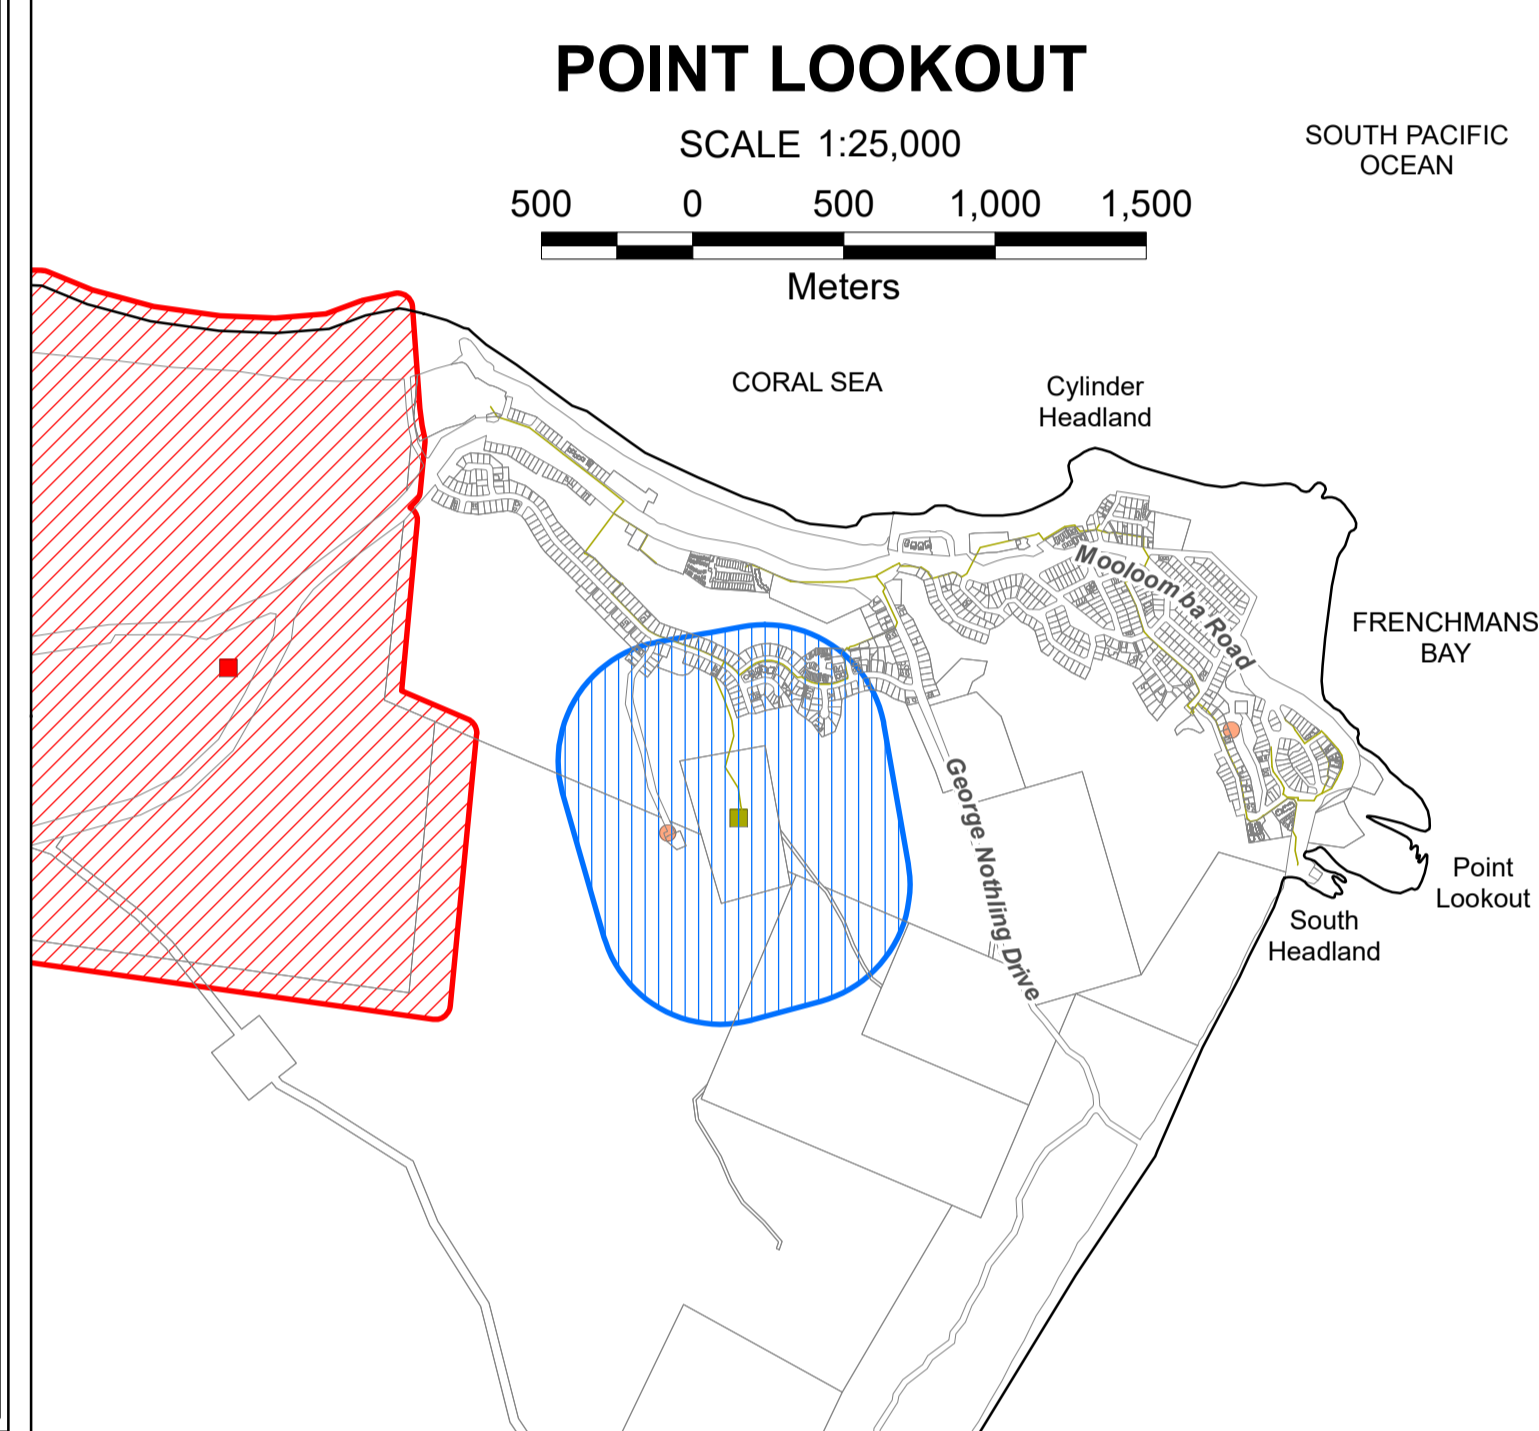 POINT LOOKOUT
SCALE 1:25,000
SOUTH PACIFIC
OCEAN
500 0 500 1,000 1,500
Meters
CORAL SEA
Cylinder
Headland
Mooloomba Road
FRENCHMANS
BAY
George Nothling Drive
Point
Lookout
South
Headland